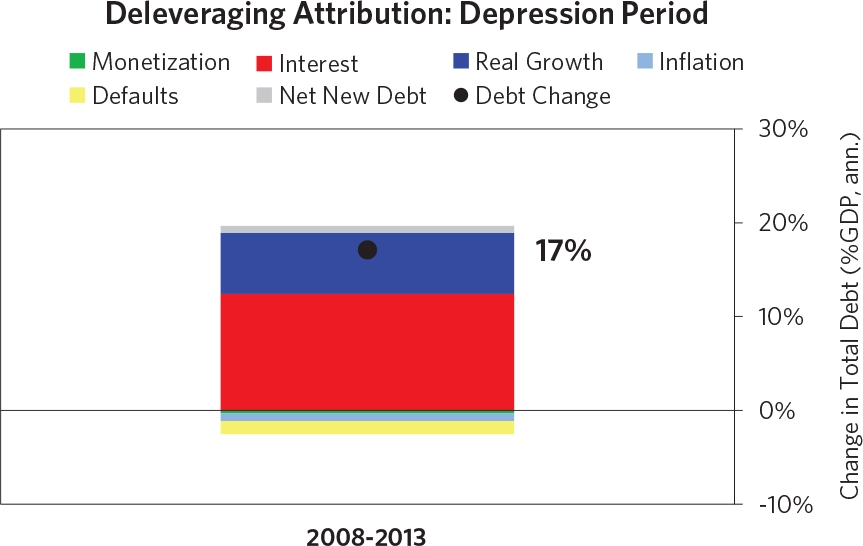 Deleveraging Attribution: Depression Period
Monetization Interest Real Growth Inflation
Defaults Net New Debt Debt Change
30%
20%
17%
10%
0%
-10%
Change in Total Debt (%GDP, ann.)
2008-2013